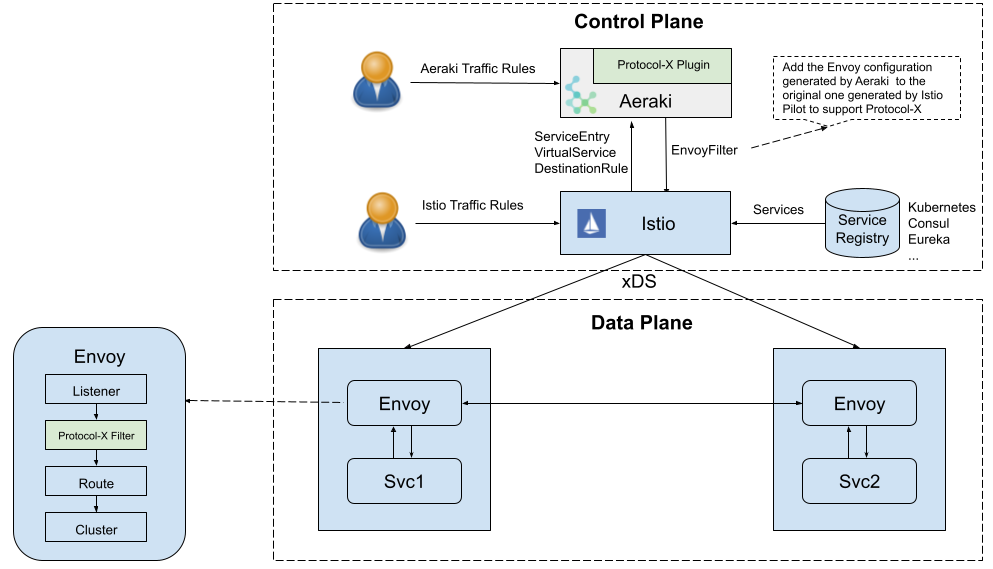 Control Plane
Aeraki Traffic Rules
Protocol-X Plugin
Aeraki
Add the Envoy configuration
generated by Aeraki to the
original one generated by Istio
Pilot to support Protocol-X
ServiceEntry
VirtualService
DestinationRule
EnvoyFilter
Istio Traffic Rules
Istio
Services
Service
Registry
Kubernetes
Consul
Eureka
...
xDS
Data Plane
Envoy
Listener
Protocol-X Filter
Route
Cluster
Envoy
Svc1
Envoy
Svc2